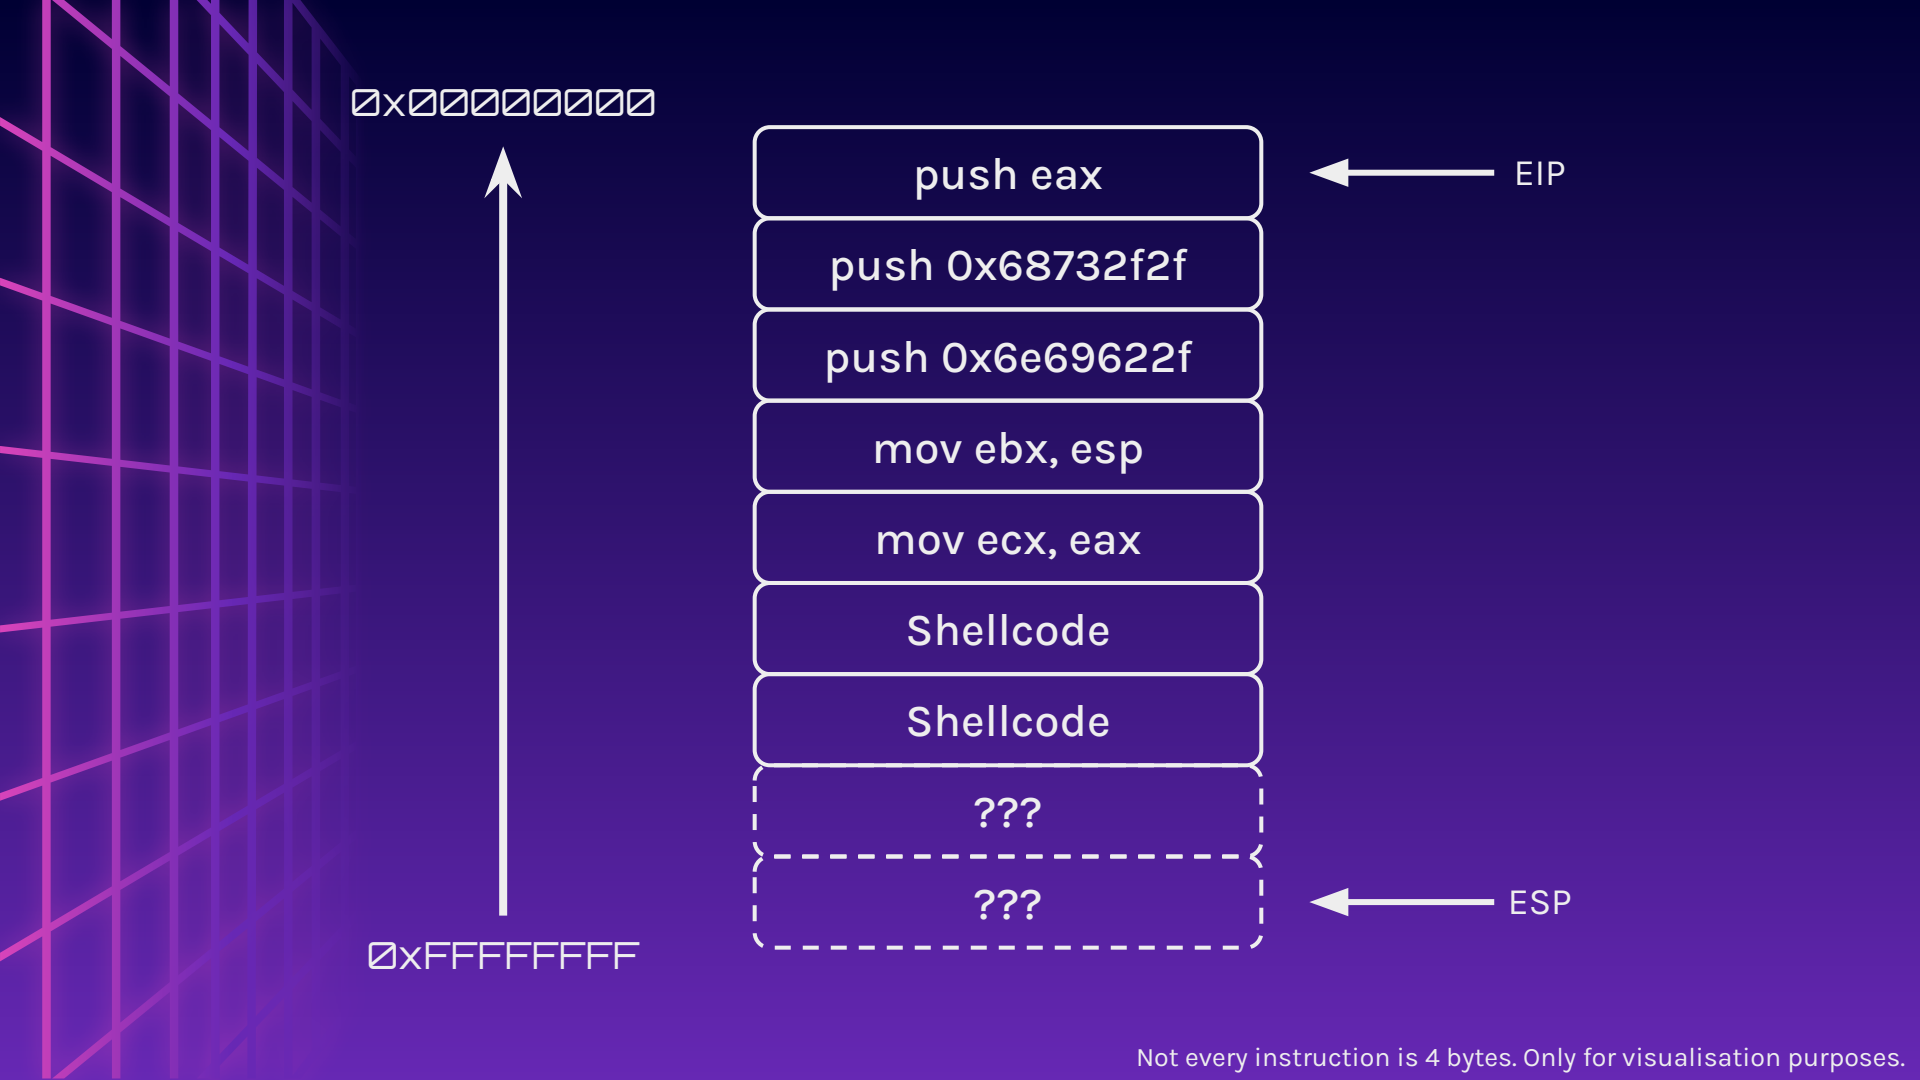 0x00000000
push eax
EIP
push 0x68732f2f
push 0x6e69622f
mov ebx, esp
mov ecx, eax
Shellcode
Shellcode
???
???
ESP
0xFFFFFFFF
Not every instruction is 4 bytes. Only for visualisation purposes.